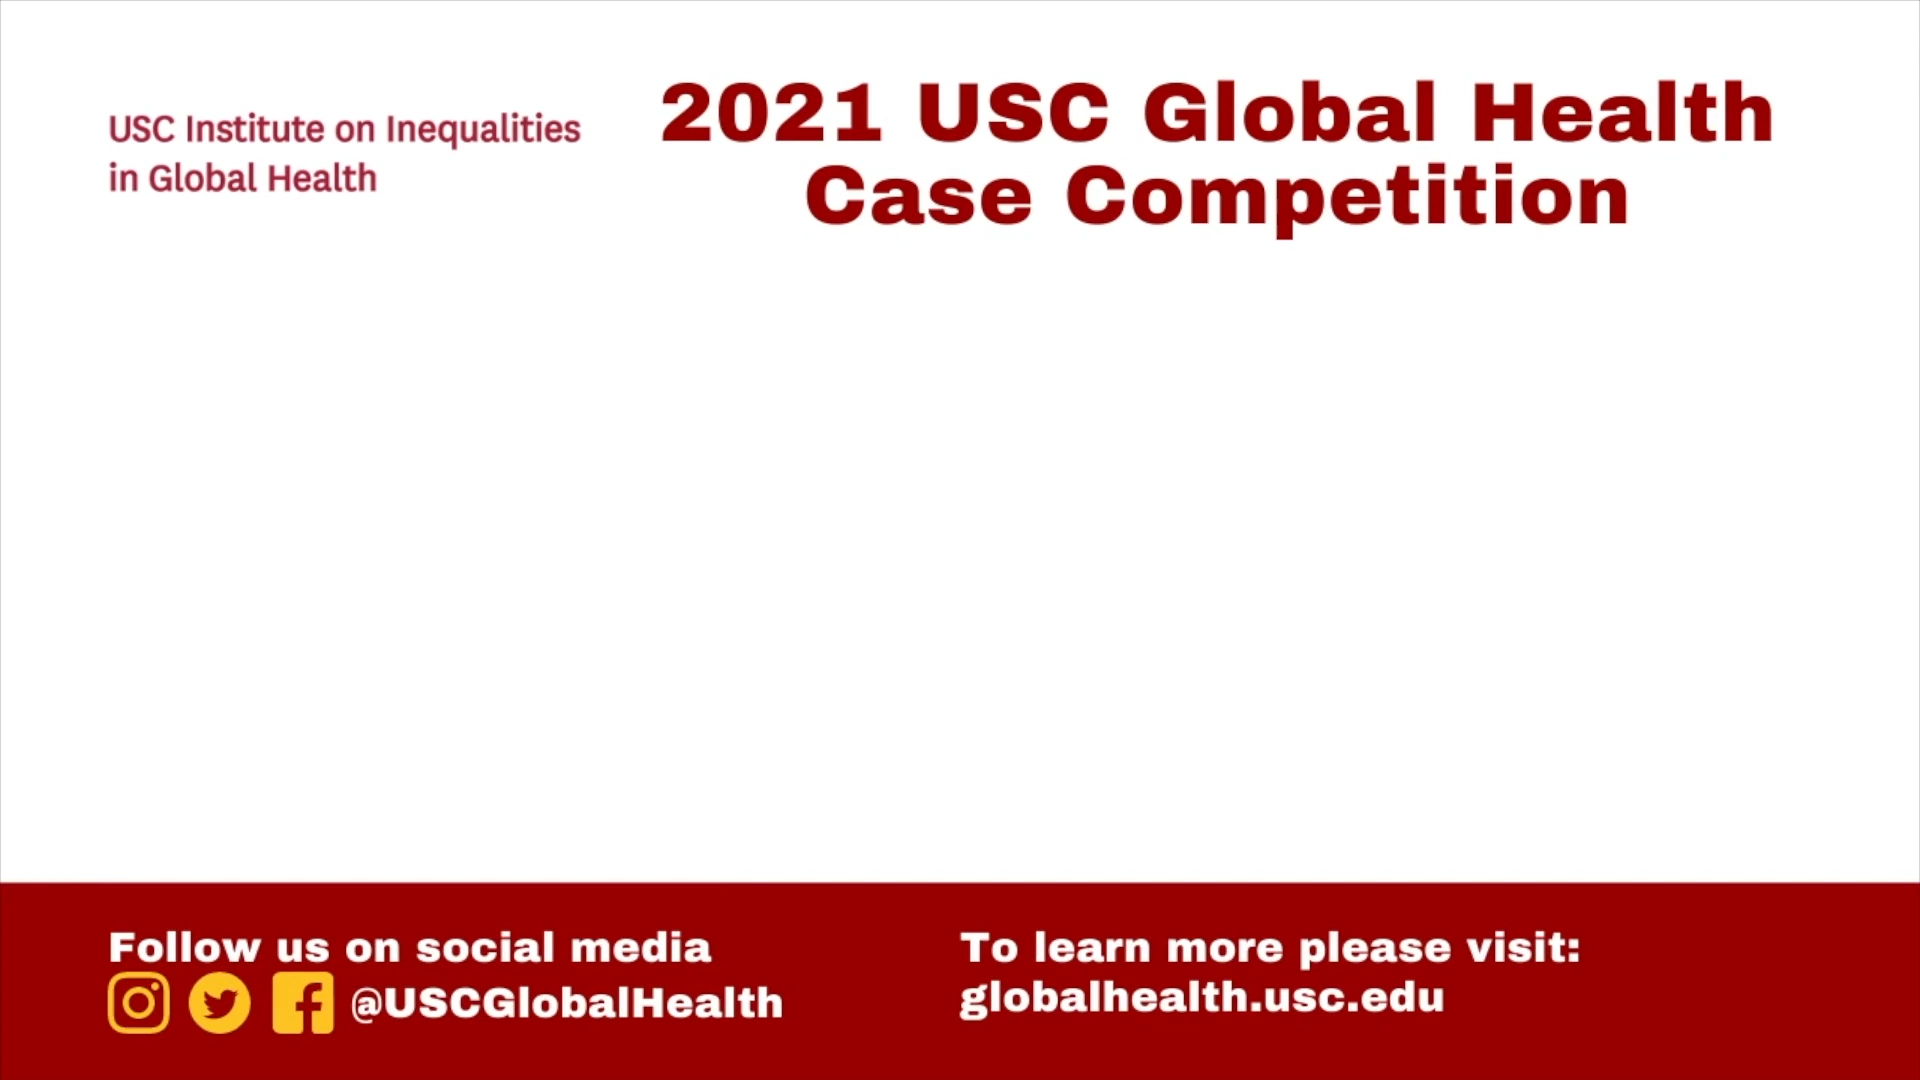 USC Institute on Inequalities
in Global Health
2021 USC Global Health
Case Competition
Follow us on social media
@USCGlobalHealth
To learn more please visit:
globalhealth.usc.edu